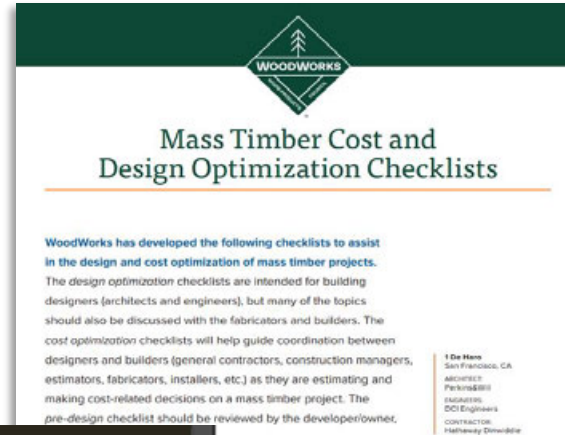 WOODWORKS
WOOD PRODUCTS COUNCIL
Mass Timber Cost and
Design Optimization Checklists
WoodWorks has developed the following checklists to assist
in the design and cost optimization of mass timber projects.
The design optimization checklists are intended for building
designers (architects and engineers), but many of the topics
should also be discussed with the fabricators and builders. The
cost optimization checklists will help guide coordination between
designers and builders (general contractors, construction managers,
estimators, fabricators, installers, etc.) as they are estimating and
making cost-related decisions on a mass timber project. The
pre-design checklist should be reviewed by the developer/owner,
1 De Haro
San Francisco, CA
ARCHITECT:
Perkins&Will
ENGINEERS:
DCI Engineers
CONTRACTOR:
Hathaway Dinwiddie